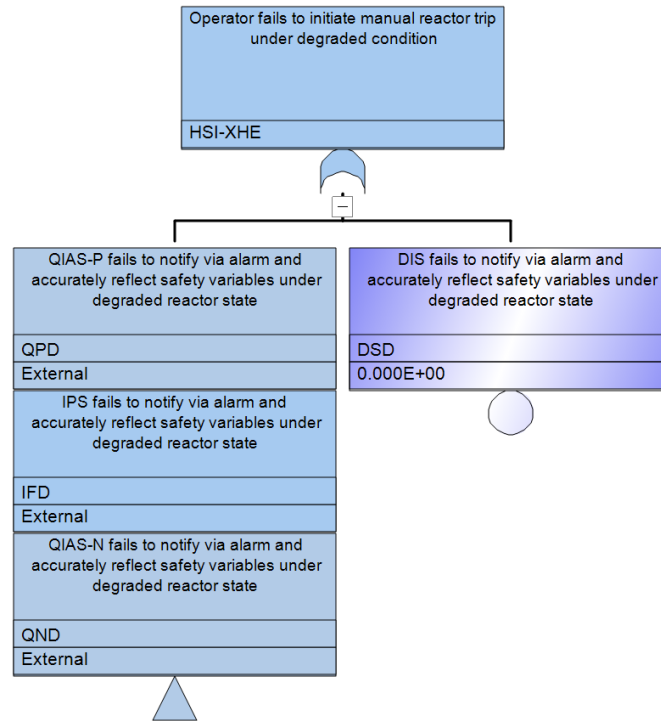 Operator fails to initiate manual reactor trip
under degraded condition
HSI-XHE
QIAS-P fails to notify via alarm and
accurately reflect safety variables under
degraded reactor state
QPD
External
IPS fails to notify via alarm and
accurately reflect safety variables under
degraded reactor state
IFD
External
QIAS-N fails to notify via alarm and
accurately reflect safety variables under
degraded reactor state
QND
External
DIS fails to notify via alarm and
accurately reflect safety variables under
degraded reactor state
DSD
0.000E+00